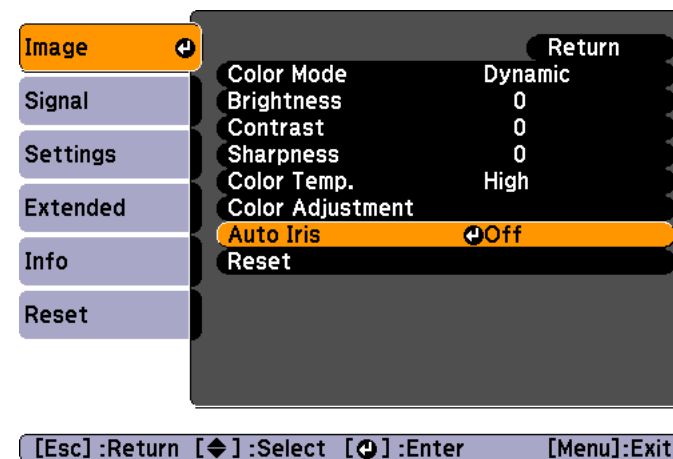 Image
Signal
Settings
Extended
Info
Reset
Return
Color Mode Dynamic
Brightness 0
Contrast 0
Sharpness 0
Color Temp. High
Color Adjustment
Auto Iris Off
Reset
[Esc] :Return [ ] :Select [ ] :Enter [Menu]:Exit